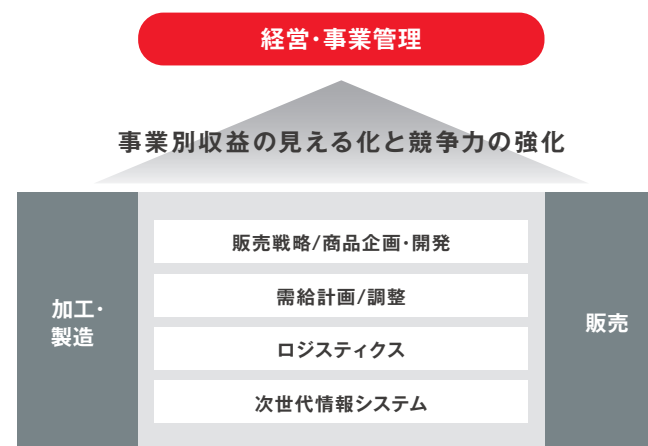 経営・事業管理
事業別収益の見える化と競争力の強化
加工・
製造
販売戦略/商品企画・開発
需給計画/調整
ロジスティクス
次世代情報システム
販売